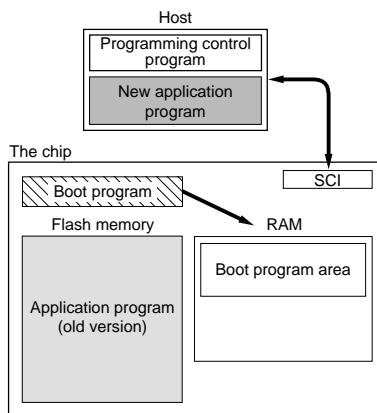 Host
Programming control
program
New application
program
The chip
SCI
Boot program
Flash memory
RAM
Boot program area
Application program
(old version)